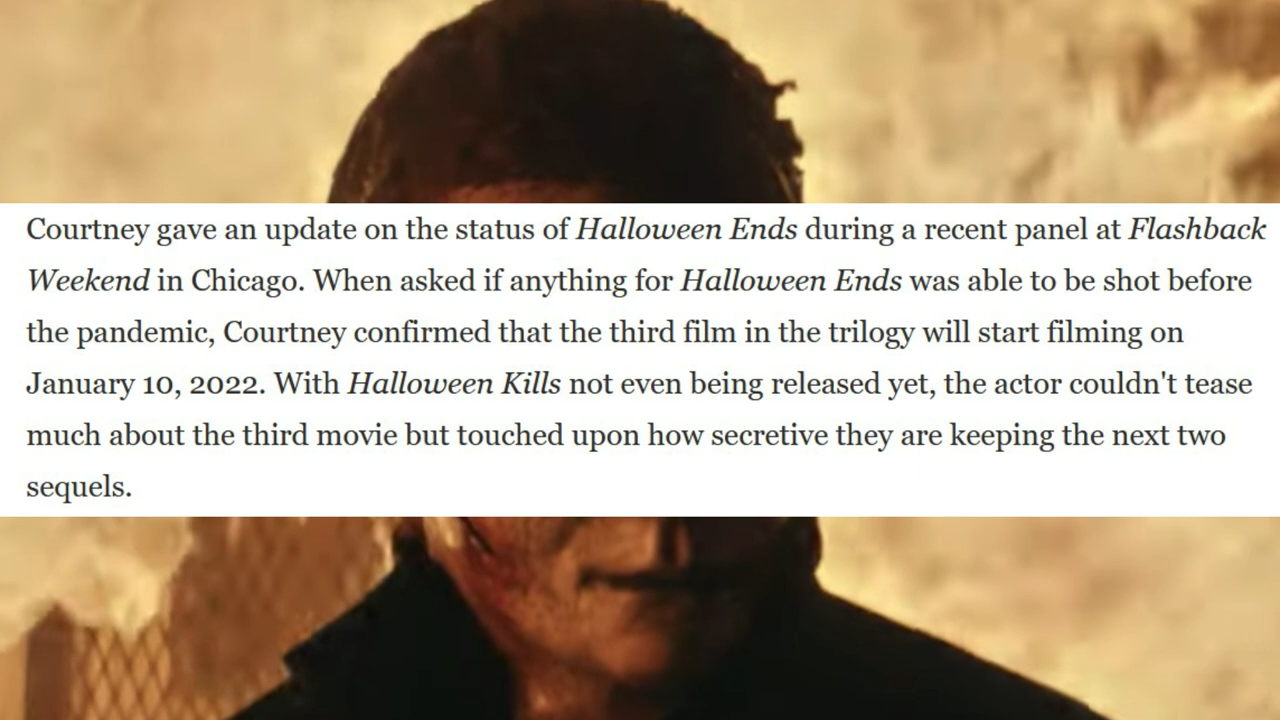 Courtney gave an update on the status of Halloween Ends during a recent panel at Flashback
Weekend in Chicago. When asked if anything for Halloween Ends was able to be shot before
the pandemic, Courtney confirmed that the third film in the trilogy will start filming on
January 10, 2022. With Halloween Kills not even being released yet, the actor couldn't tease
much about the third movie but touched upon how secretive they are keeping the next two
sequels.